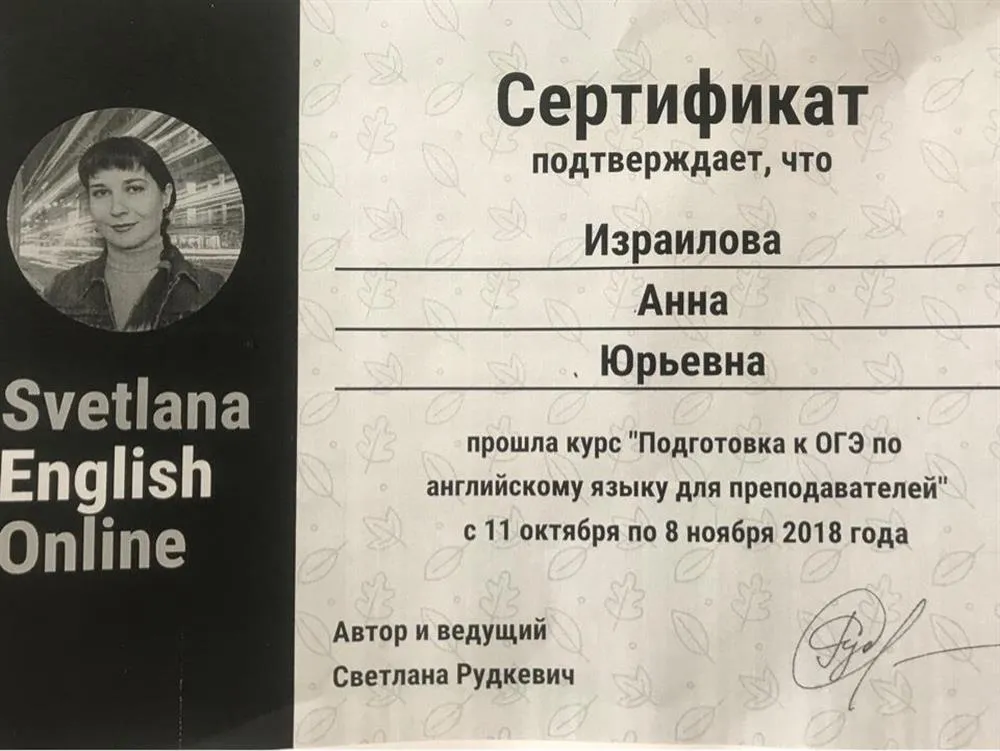 Svetlana
English
Online
Сертификат
подтверждает, что
Израилова
Анна
Юрьевна
прошла курс "Подготовка к ОГЭ по
английскому языку для преподавателей"
с 11 октября по 8 ноября 2018 года
Автор и ведущий
Светлана Рудкевич